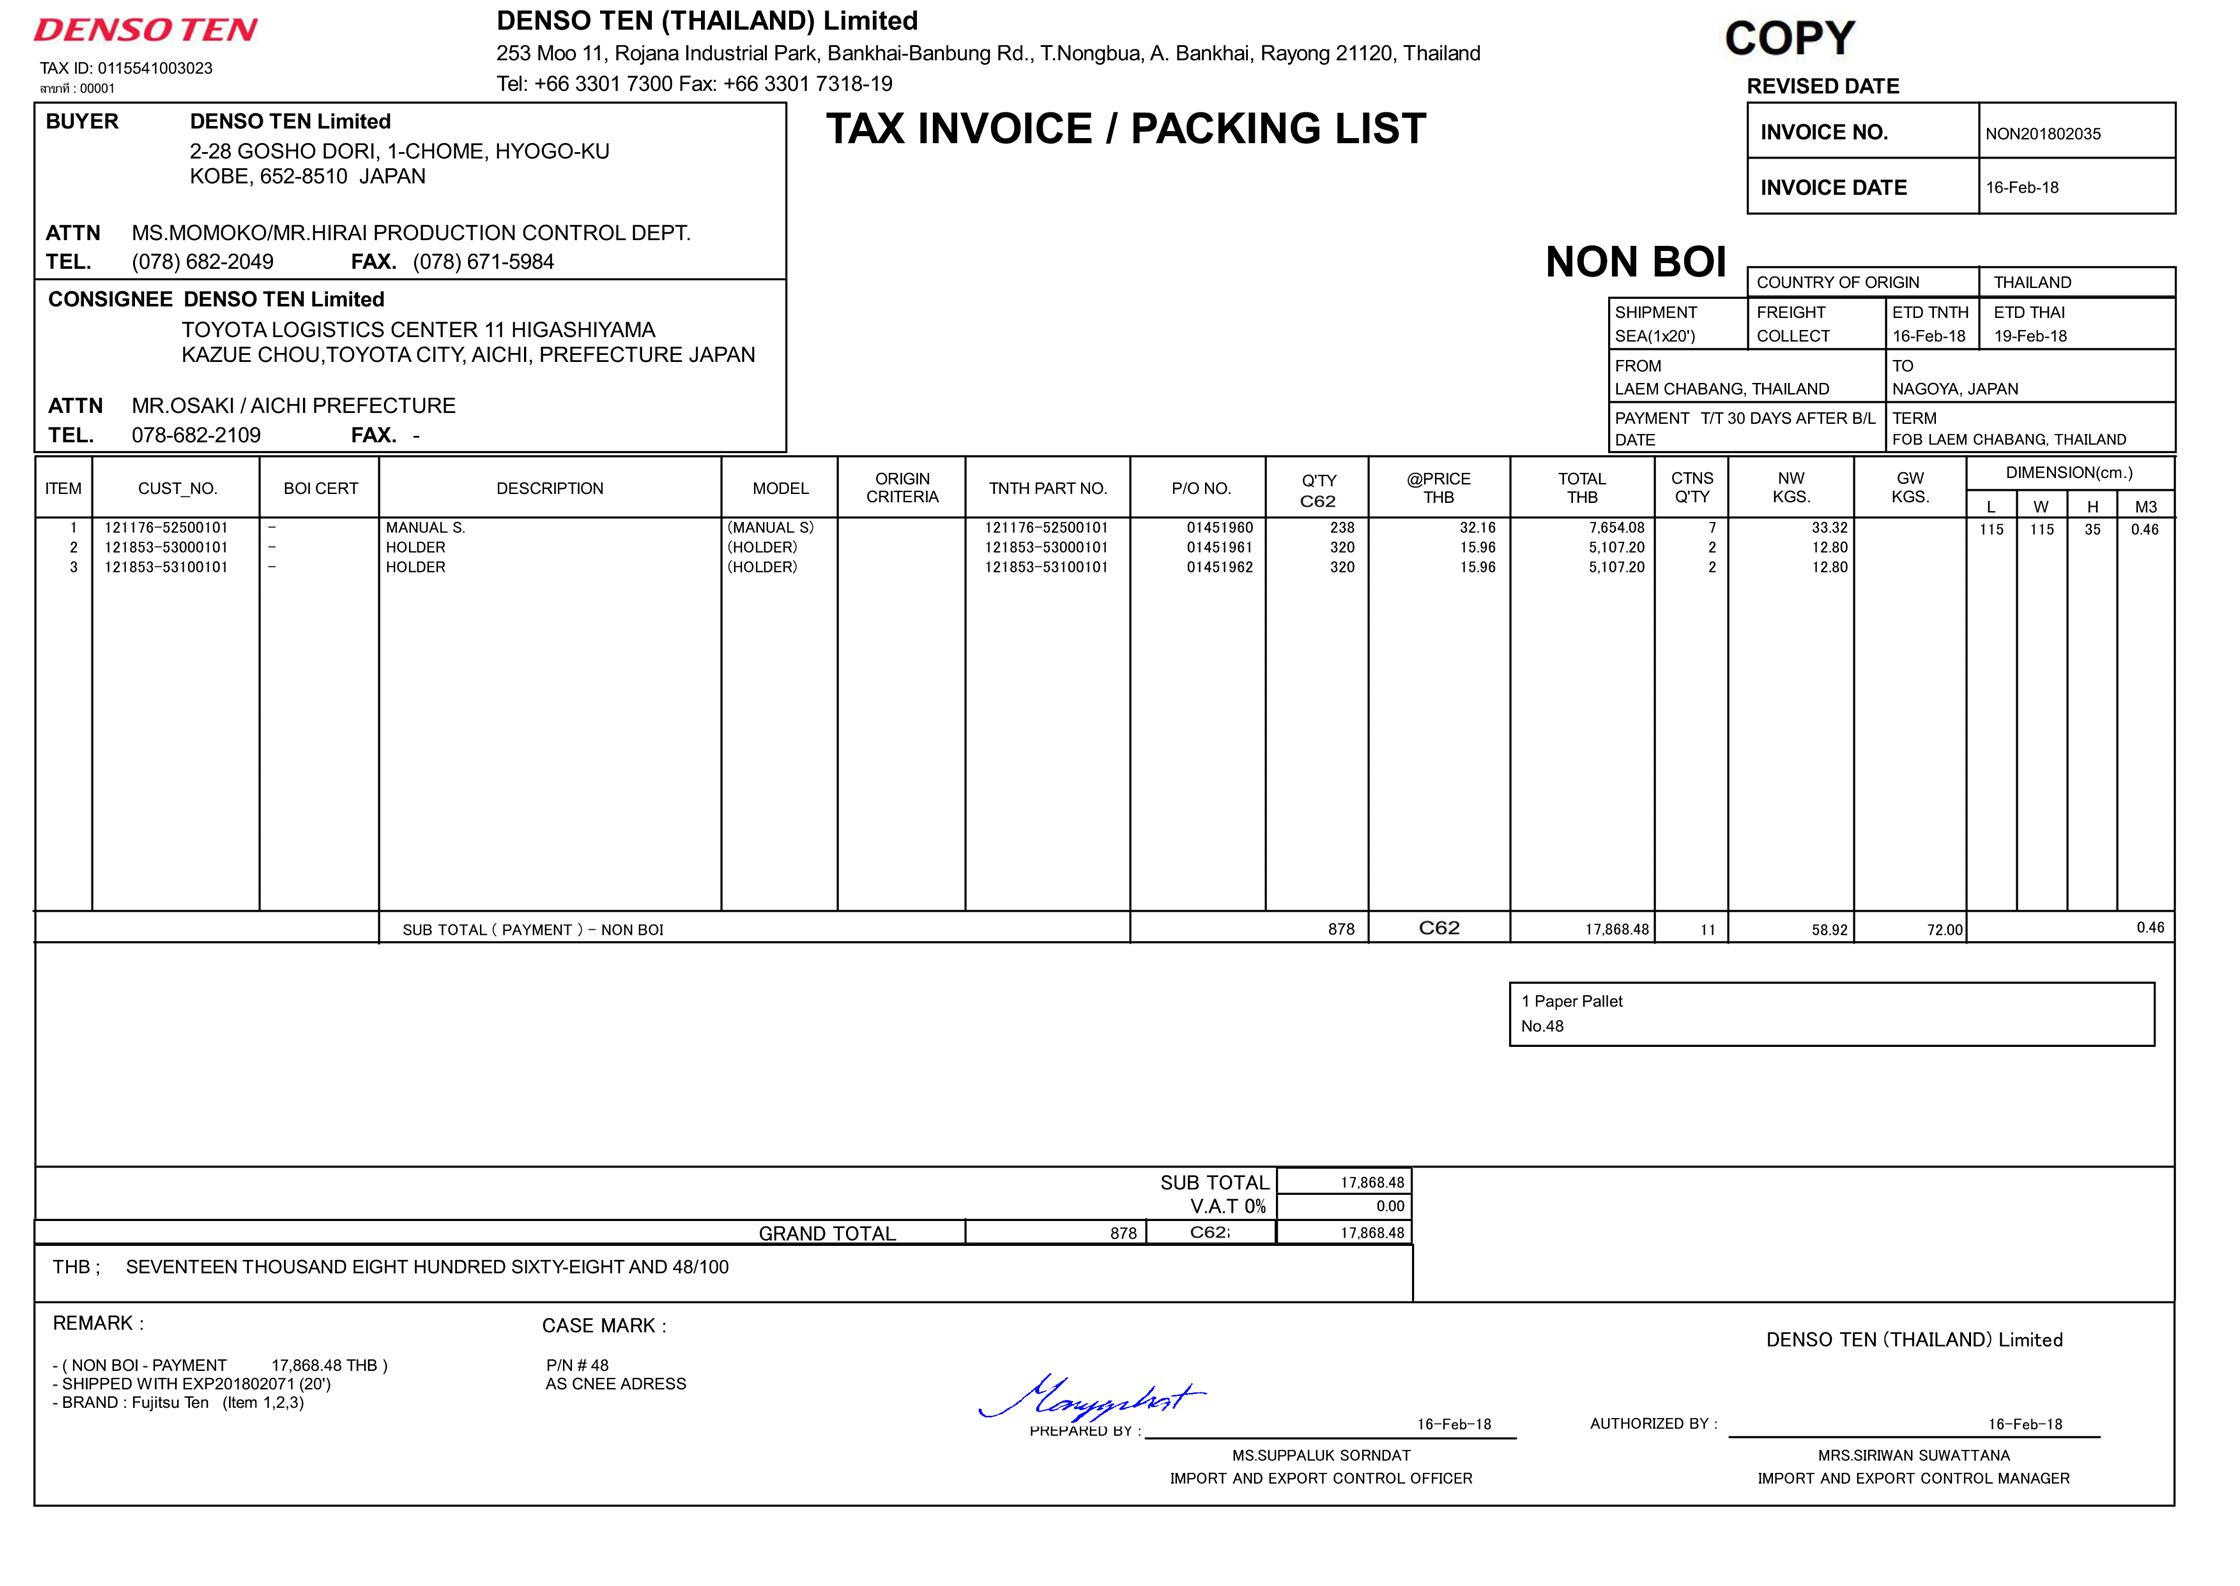 DENSO TEN
TAX ID: 0115541003023
สาขาที่ : 00001
DENSO TEN (THAILAND) Limited
253 Moo 11, Rojana Industrial Park, Bankhai-Banbung Rd., T.Nongbua, A. Bankhai, Rayong 21120, Thailand
Tel: +66 3301 7300 Fax: +66 3301 7318-19
COPY
REVISED DATE
INVOICE NO. NON201802035
INVOICE DATE 16-Feb-18
TAX INVOICE / PACKING LIST
BUYER DENSO TEN Limited
2-28 GOSHO DORI, 1-CHOME, HYOGO-KU
KOBE, 652-8510 JAPAN
ATTN MS.MOMOKO/MR.HIRAI PRODUCTION CONTROL DEPT.
TEL. (078) 682-2049 FAX. (078) 671-5984
CONSIGNEE DENSO TEN Limited
TOYOTA LOGISTICS CENTER 11 HIGASHIYAMA
KAZUE CHOU,TOYOTA CITY, AICHI, PREFECTURE JAPAN
ATTN MR.OSAKI / AICHI PREFECTURE
TEL. 078-682-2109 FAX. -
NON BOI
COUNTRY OF ORIGIN THAILAND
SHIPMENT FREIGHT ETD TNTH ETD THAI
SEA(1x20') COLLECT 16-Feb-18 19-Feb-18
FROM TO
LAEM CHABANG, THAILAND NAGOYA, JAPAN
PAYMENT T/T 30 DAYS AFTER B/L TERM
DATE FOB LAEM CHABANG, THAILAND
ITEM CUST_NO. BOI CERT DESCRIPTION MODEL ORIGIN CRITERIA TNTH PART NO. P/O NO. Q'TY C62 @PRICE THB TOTAL THB CTNS Q'TY NW KGS. GW KGS. DIMENSION(cm.)
L W H M3
1 121176-52500101 - MANUAL S. (MANUAL S) 121176-52500101 01451960 238 32.16 7,654.08 7 33.32 115 115 35 0.46
2 121853-53000101 - HOLDER (HOLDER) 121853-53000101 01451961 320 15.96 5,107.20 2 12.80
3 121853-53100101 - HOLDER (HOLDER) 121853-53100101 01451962 320 15.96 5,107.20 2 12.80
SUB TOTAL ( PAYMENT ) - NON BOI 878 C62 17,868.48 11 58.92 72.00 0.46
1 Paper Pallet
No.48
SUB TOTAL 17,868.48
V.A.T 0% 0.00
GRAND TOTAL 878 C62; 17,868.48
THB ; SEVENTEEN THOUSAND EIGHT HUNDRED SIXTY-EIGHT AND 48/100
REMARK :
- ( NON BOI - PAYMENT 17,868.48 THB )
- SHIPPED WITH EXP201802071 (20')
- BRAND : Fujitsu Ten (Item 1,2,3)
CASE MARK :
P/N # 48
AS CNEE ADRESS
PREPARED BY : 16-Feb-18
MS.SUPPALUK SORNDAT
IMPORT AND EXPORT CONTROL OFFICER
DENSO TEN (THAILAND) Limited
AUTHORIZED BY : 16-Feb-18
MRS.SIRIWAN SUWATTANA
IMPORT AND EXPORT CONTROL MANAGER